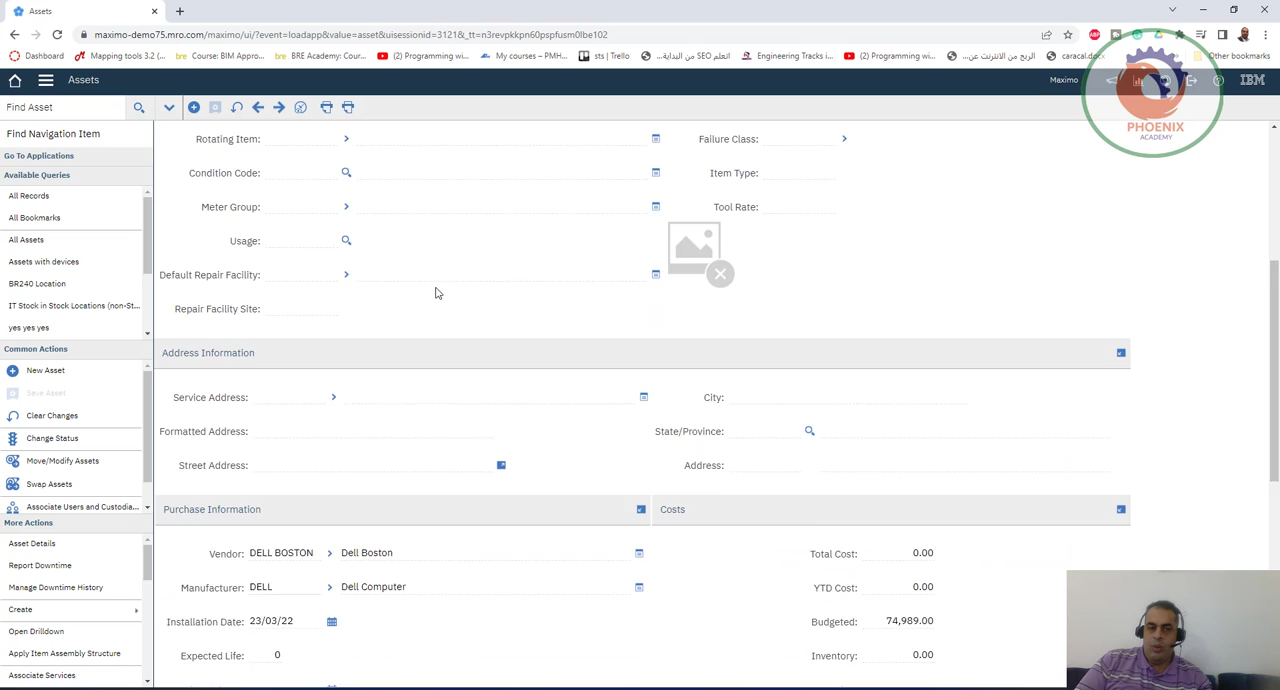 Assets
maximo-demo75.mro.com/maximo/ui/?event=loadapp&value=asset&uisessionid=3121&_tt=n3revpkkpn60pspfusm0lbe102
Dashboard
Mapping tools 3.2 (...
Course: BIM Appro...
BRE Academy: Cour...
(2) Programming wi...
My courses – PMH...
sts | Trello
اتعلم SEO من البداية...
Engineering Tracks i...
(2) Programming wi...
الربح من الانترنت عن...
caracal.docx
Other bookmarks
Assets
Maximo
IBM
PHOENIX
ACADEMY
Find Asset
Find Navigation Item
Go To Applications
Available Queries
All Records
All Bookmarks
All Assets
Assets with devices
BR240 Location
IT Stock in Stock Locations (non-St...
yes yes yes
Common Actions
New Asset
Save Asset
Clear Changes
Change Status
Move/Modify Assets
Swap Assets
Associate Users and Custodia...
More Actions
Asset Details
Report Downtime
Manage Downtime History
Create
Open Drilldown
Apply Item Assembly Structure
Associate Services
Rotating Item:
Failure Class:
Condition Code:
Item Type:
Meter Group:
Tool Rate:
Usage:
Default Repair Facility:
Repair Facility Site:
Address Information
Service Address:
City:
Formatted Address:
State/Province:
Street Address:
Address:
Purchase Information
Costs
Vendor: DELL BOSTON Dell Boston
Total Cost: 0.00
Manufacturer: DELL Dell Computer
YTD Cost: 0.00
Installation Date: 23/03/22
Budgeted: 74,989.00
Expected Life: 0
Inventory: 0.00